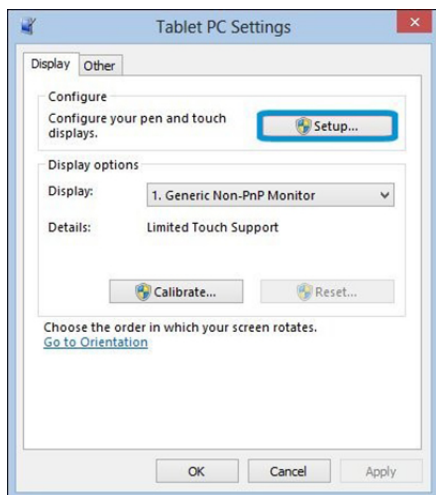 Tablet PC Settings
Display
Other
Configure
Configure your pen and touch
displays.
Setup...
Display options
Display:
1. Generic Non-PnP Monitor
Details:
Limited Touch Support
Calibrate...
Reset...
Choose the order in which your screen rotates.
Go to Orientation
OK
Cancel
Apply